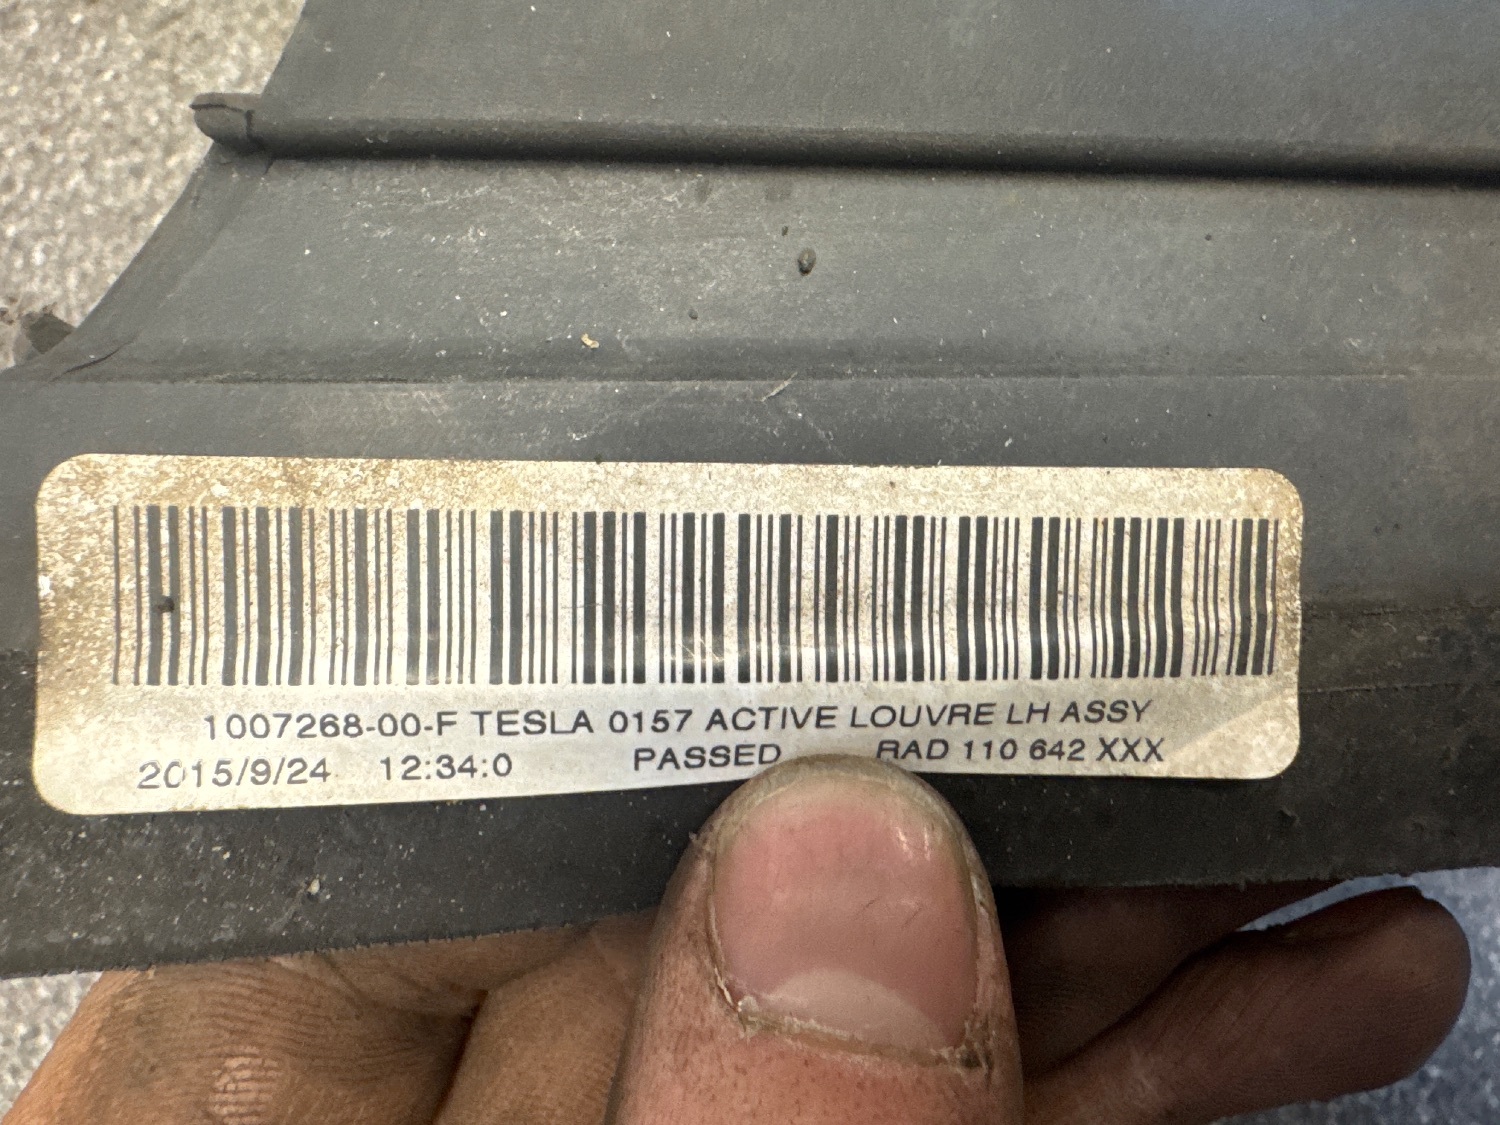 1007268-00-F TESLA 0157 ACTIVE LOUVRE LH ASSY
2015/9/24 12:34:0 PASSED RAD 110 642 XXX